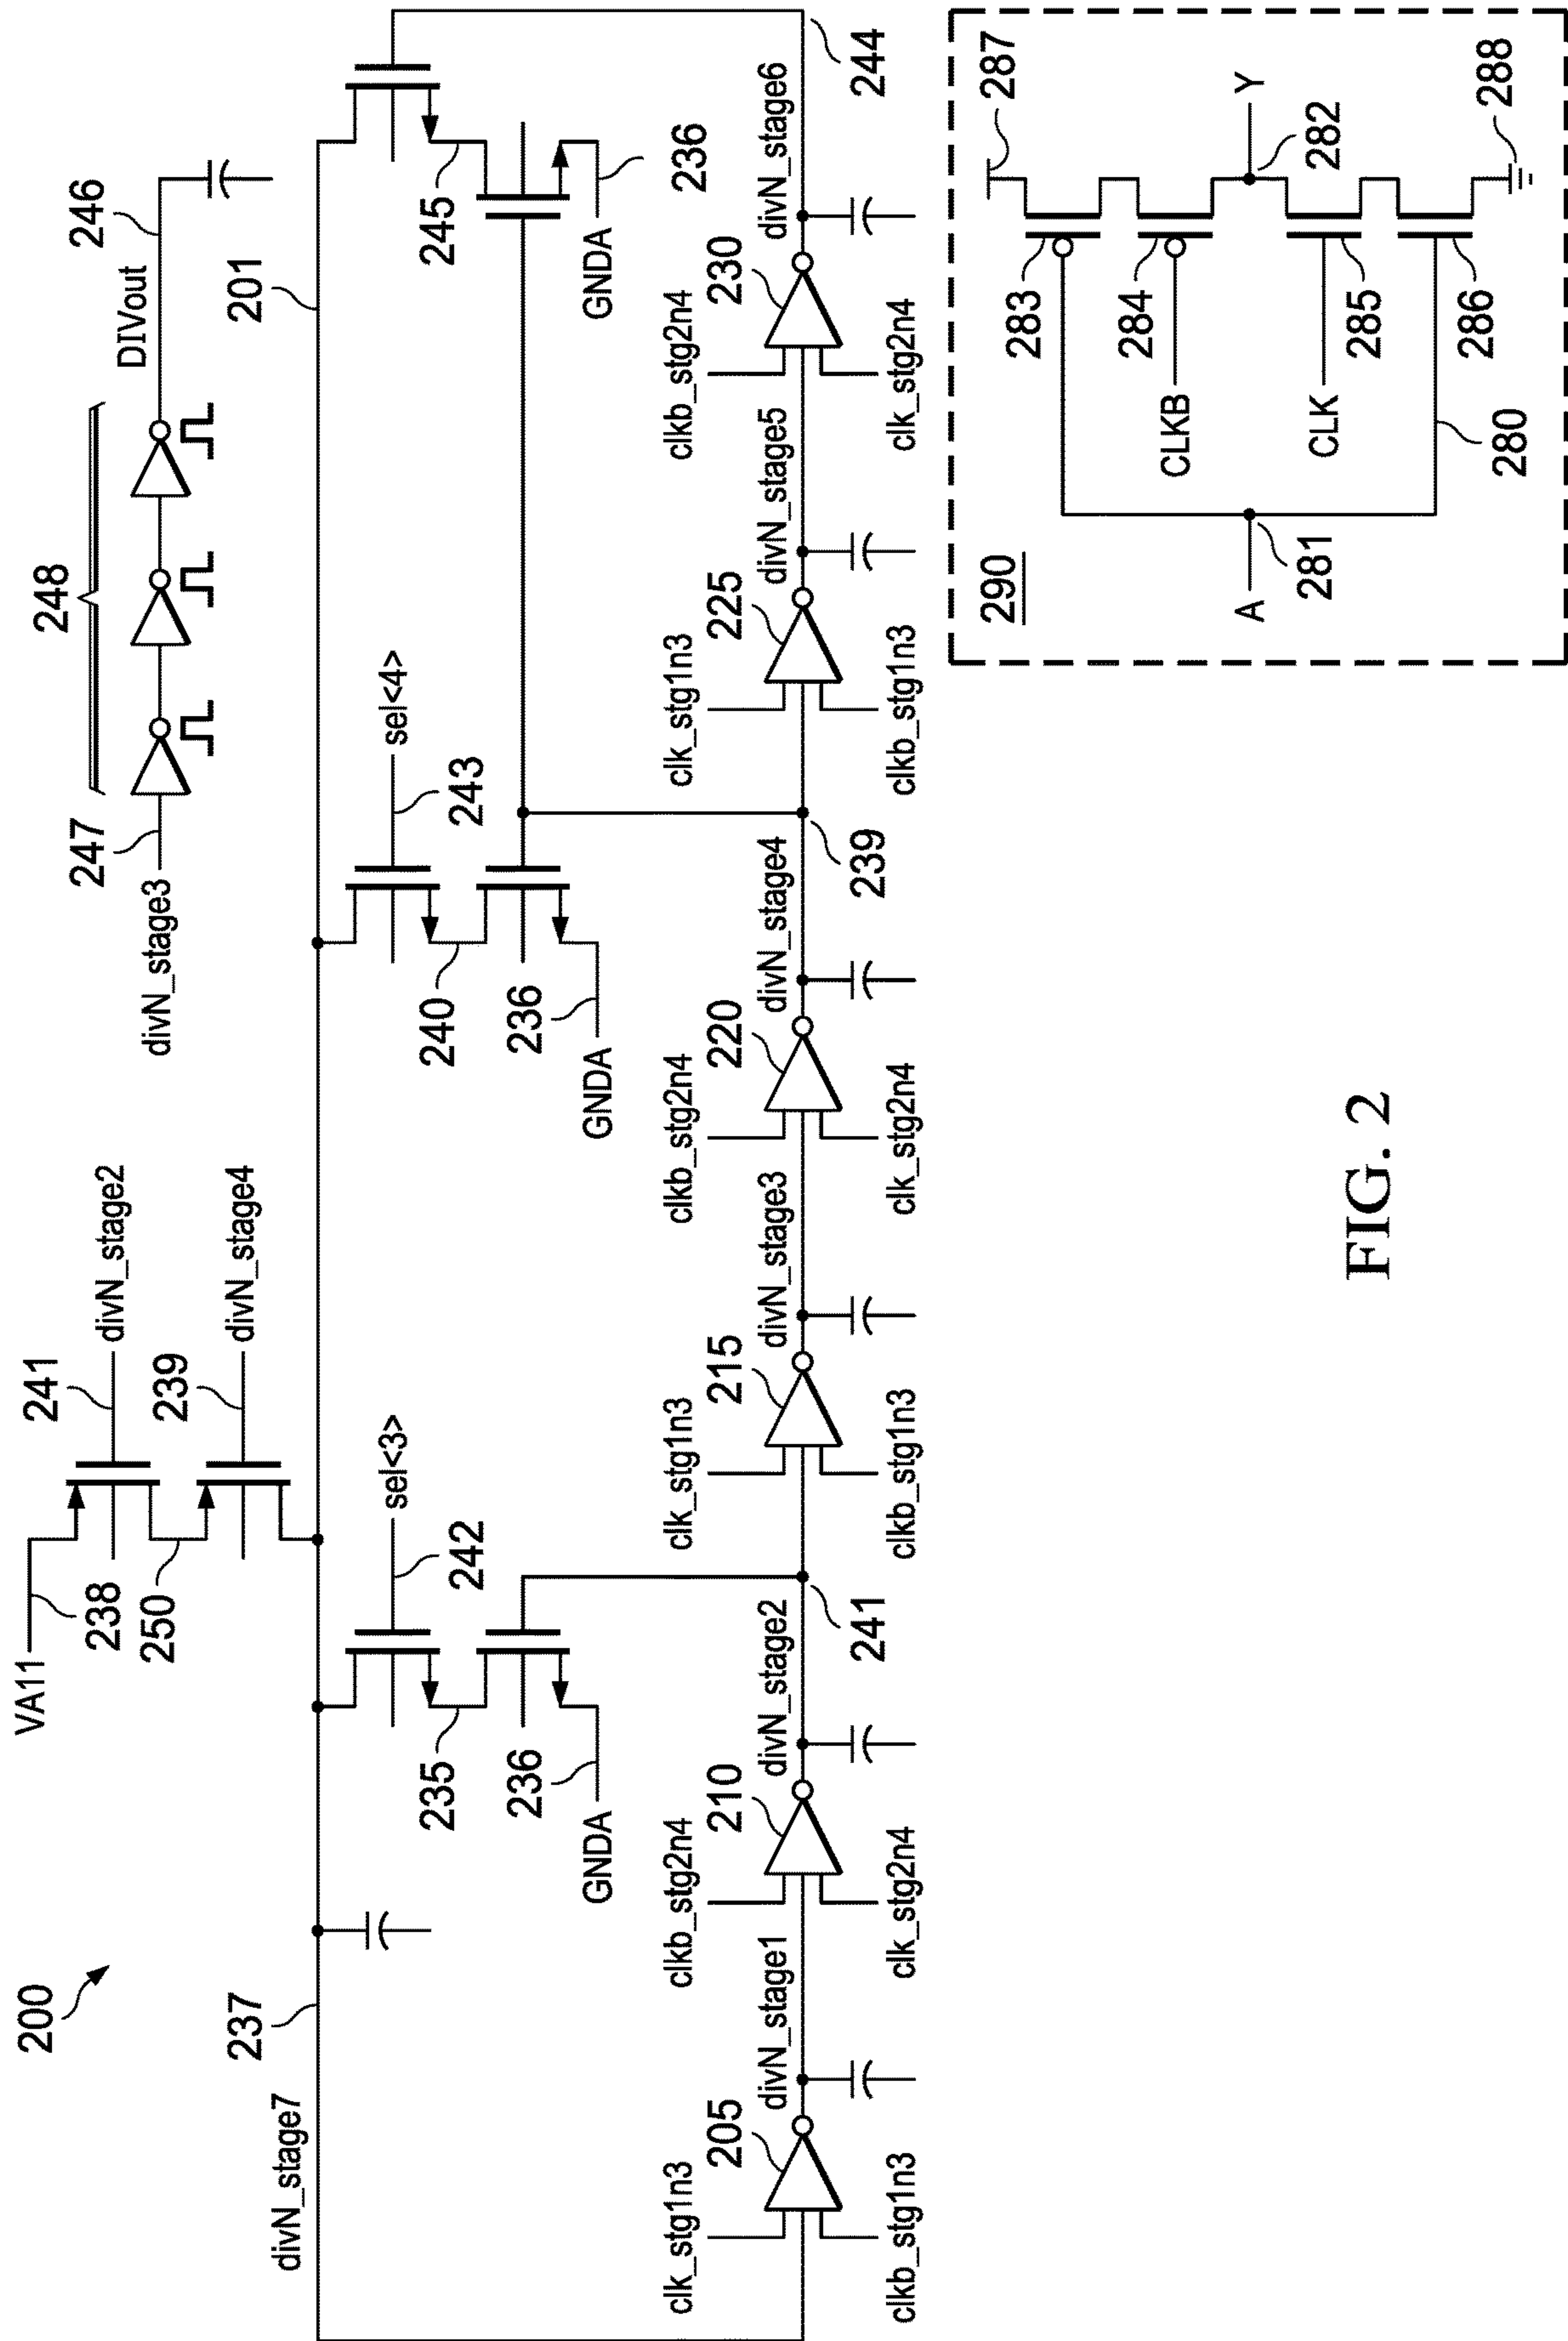 200
VA11
238
250
241
divN_stage2
239
divN_stage4
divN_stage3
247
248
DIVout
246
201
divN_stage7
237
sel<3>
242
235
236
GNDA
sel<4>
243
240
236
GNDA
245
236
GNDA
244
clk_stg1n3
205
clkb_stg1n3
divN_stage1
clkb_stg2n4
210
clk_stg2n4
divN_stage2
241
clk_stg1n3
215
clkb_stg1n3
divN_stage3
clkb_stg2n4
220
clk_stg2n4
divN_stage4
239
clk_stg1n3
225
clkb_stg1n3
divN_stage5
clkb_stg2n4
230
clk_stg2n4
divN_stage6
290
A
281
280
283
284
CLKB
CLK
285
286
287
Y
282
288
FIG. 2